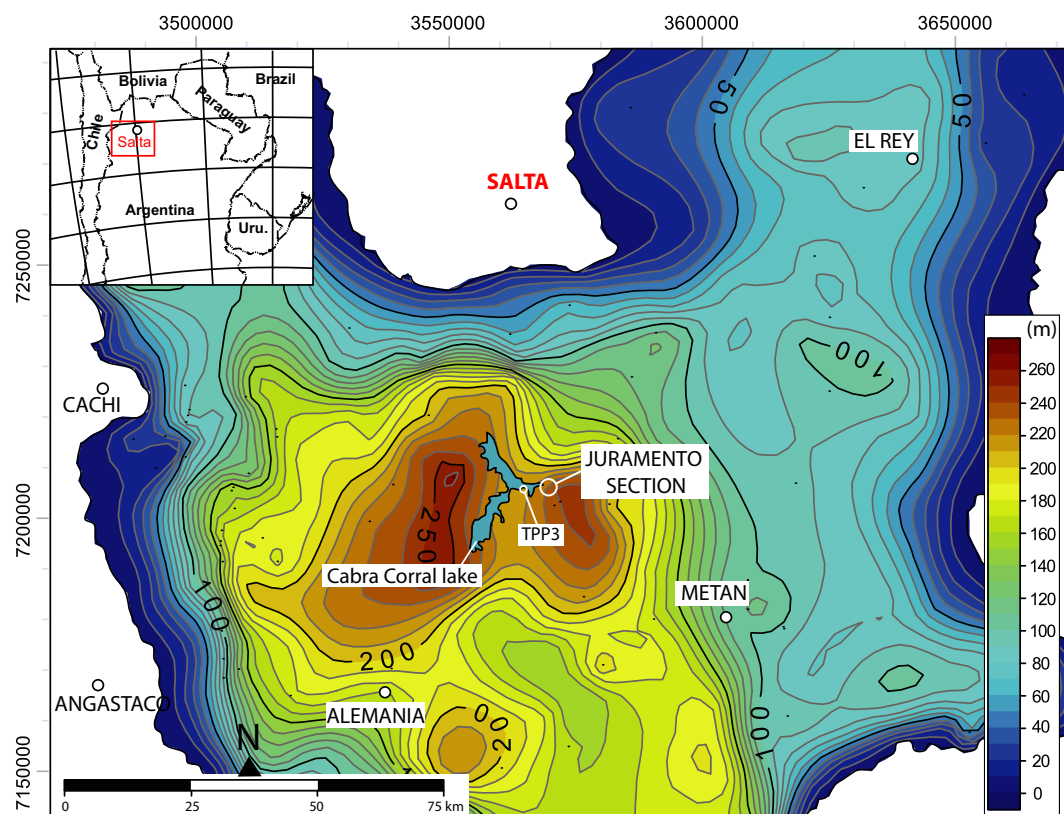 3500000
3550000
3600000
3650000
7250000
7200000
7150000
Bolivia
Brazil
Paraguay
Chile
Salta
Argentina
Uru.
SALTA
EL REY
50
50
100
CACHI
JURAMENTO
SECTION
TPP3
250
Cabra Corral lake
METAN
100
200
ANGASTACO
ALEMANIA
200
100
N
0
25
50
75 km
(m)
260
240
220
200
180
160
140
120
100
80
60
40
20
0